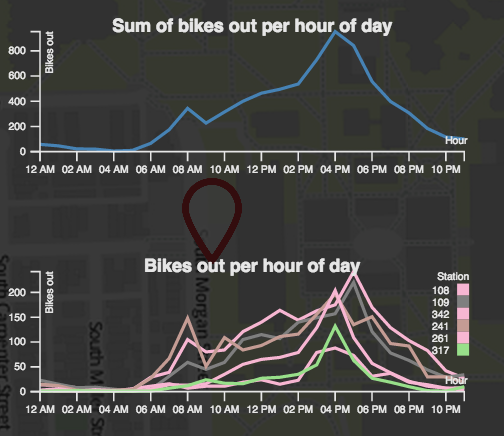 Sum of bikes out per hour of day
Bikes out
800
600
400
200
0
Hour
12 AM 02 AM 04 AM 06 AM 08 AM 10 AM 12 PM 02 PM 04 PM 06 PM 08 PM 10 PM
Bikes out per hour of day
Bikes out
200
150
100
50
0
Station
108
109
342
241
261
317
Hour
12 AM 02 AM 04 AM 06 AM 08 AM 10 AM 12 PM 02 PM 04 PM 06 PM 08 PM 10 PM
South Carpenter Street
South Morgan